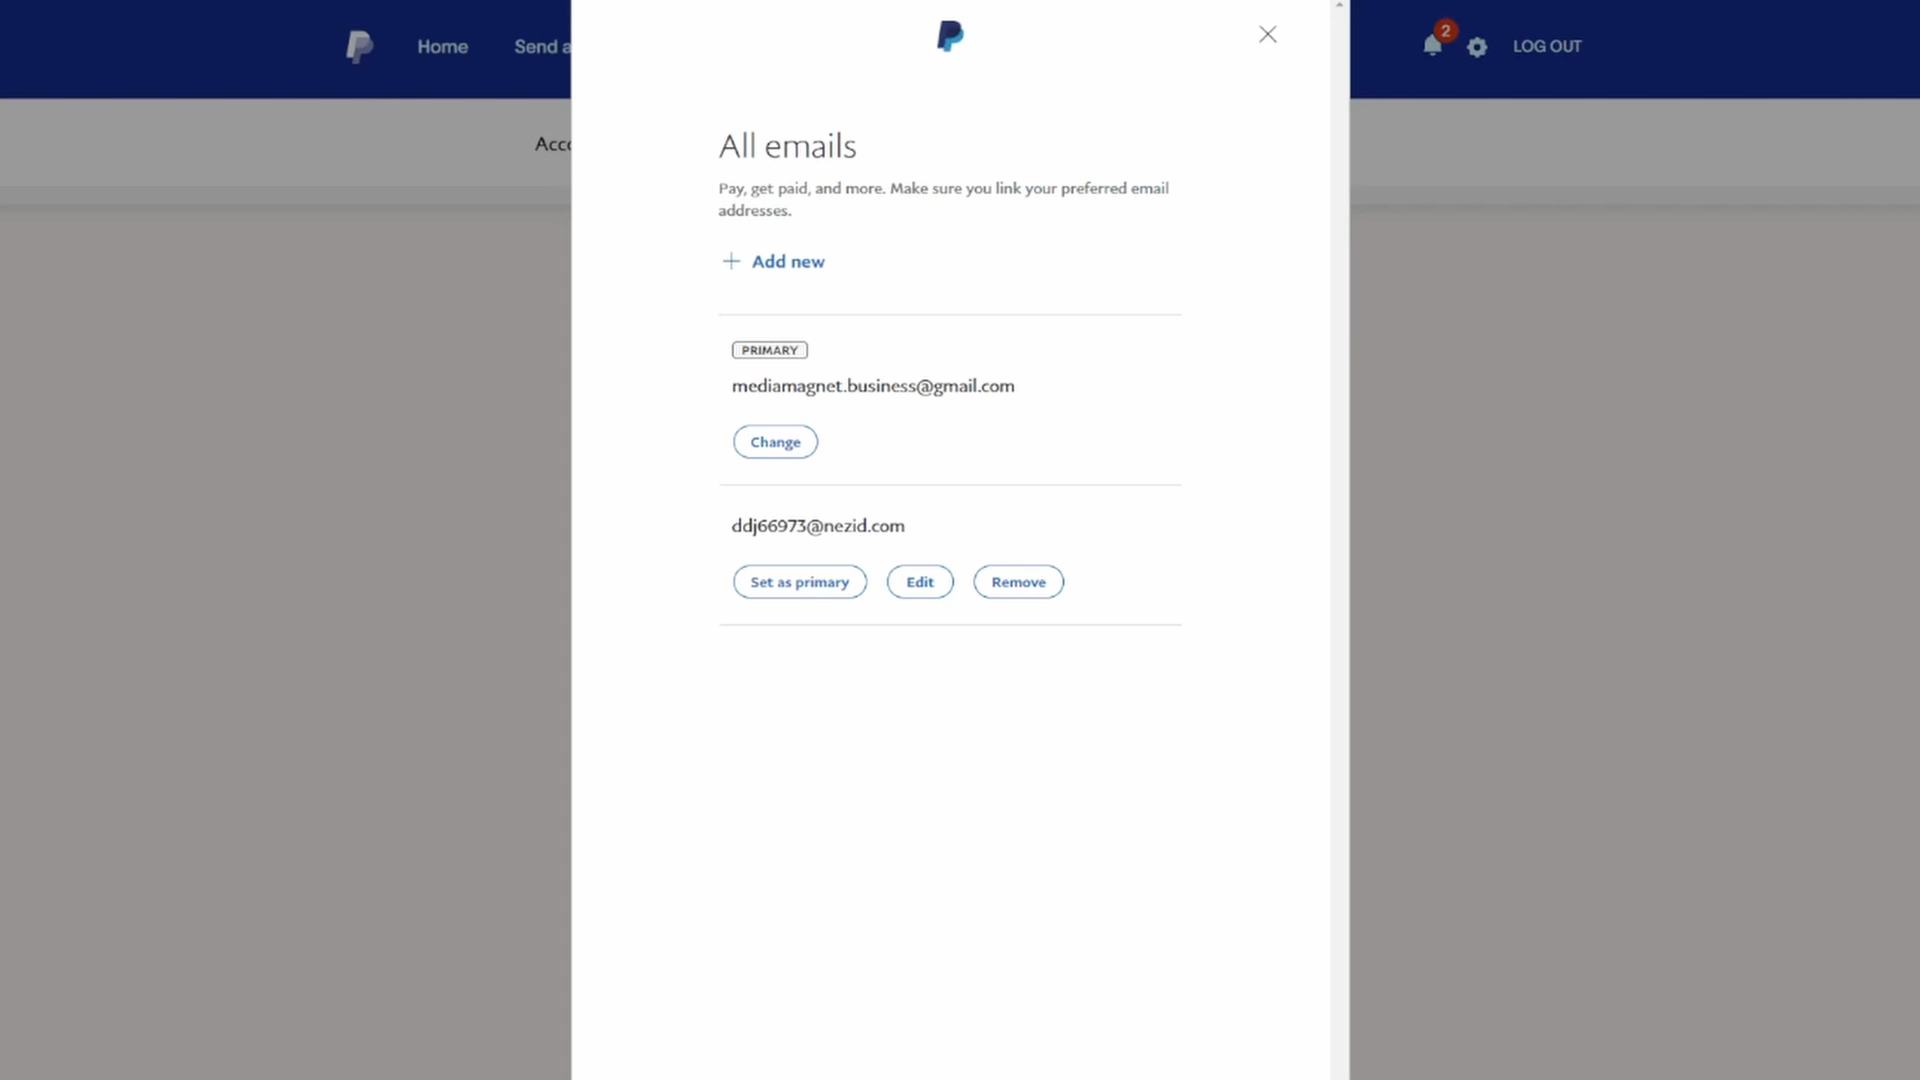 Home Send a
2
LOG OUT
Acco
All emails
Pay, get paid, and more. Make sure you link your preferred email
addresses.
+ Add new
PRIMARY
mediamagnet.business@gmail.com
Change
ddj66973@nezid.com
Set as primary Edit Remove